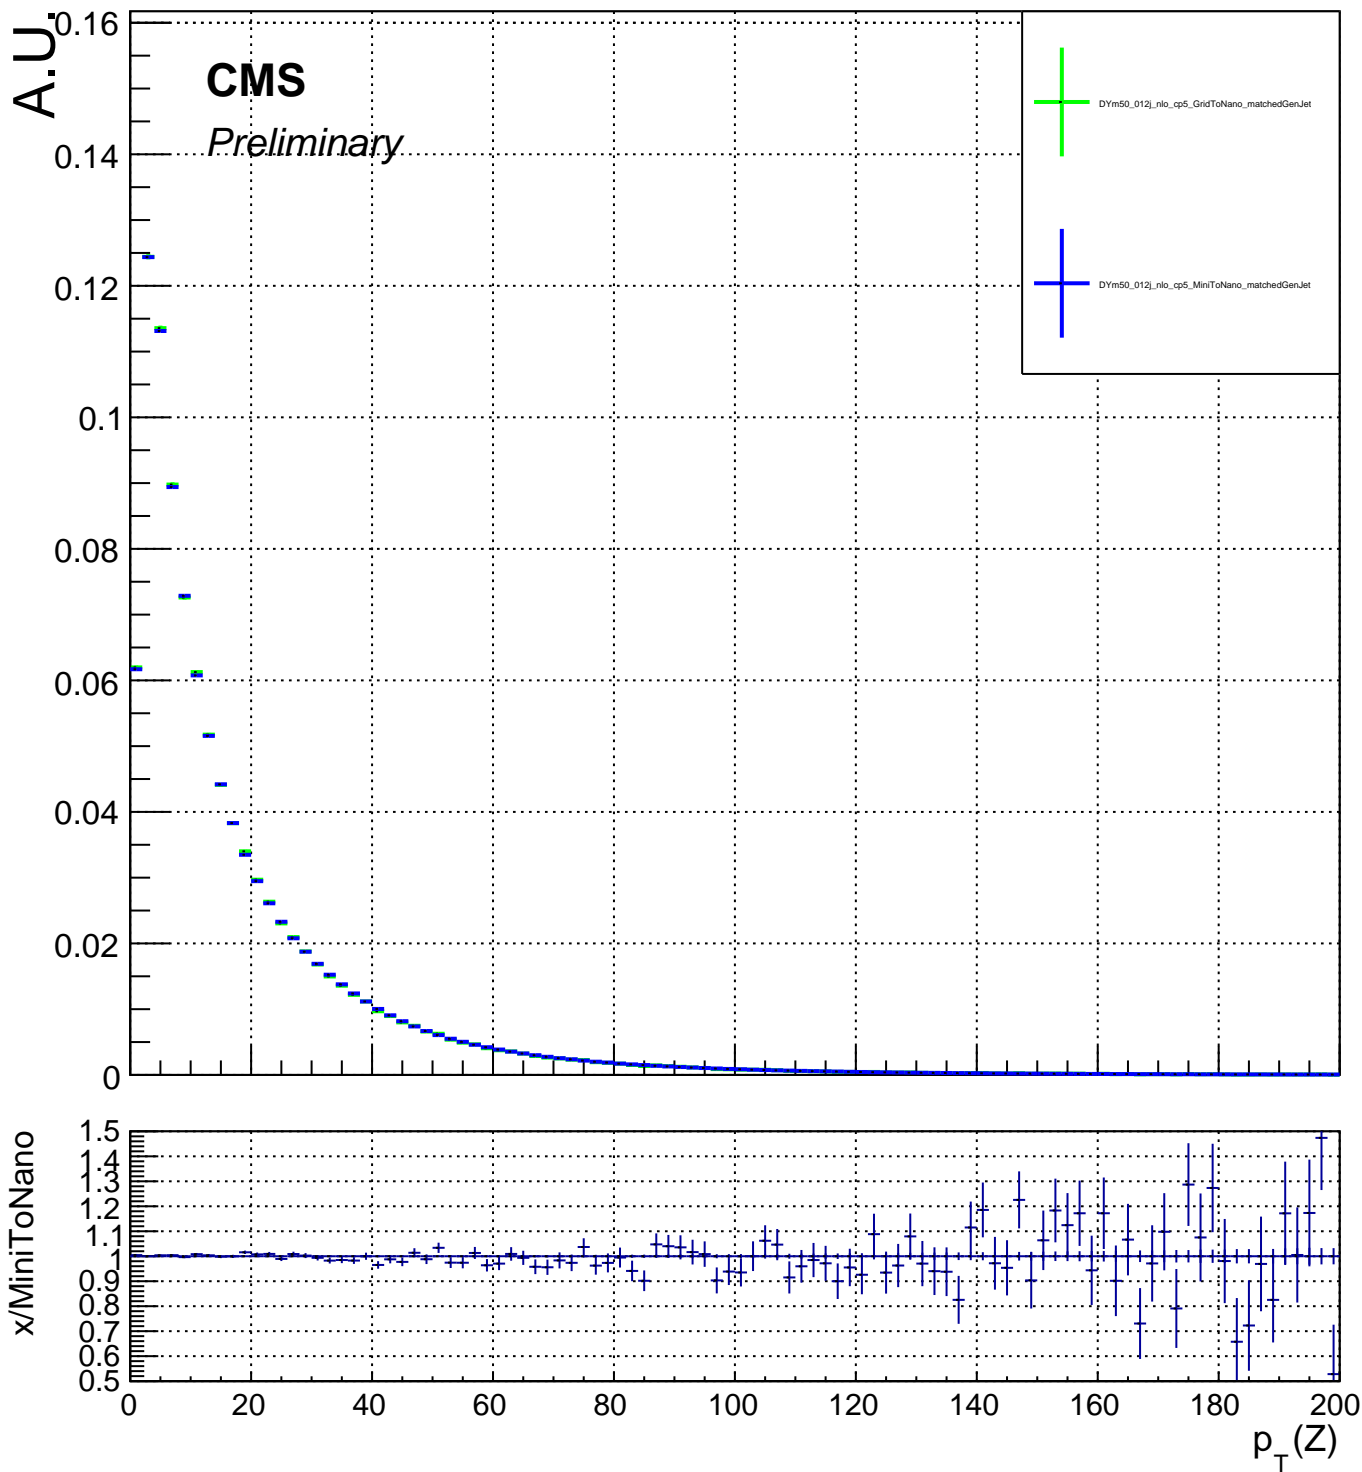 A.U.
0.16
0.14
0.12
0.1
0.08
0.06
0.04
0.02
0
CMS
Preliminary
DYm50_012j_nlo_cp5_GridToNano_matchedGenJet
DYm50_012j_nlo_cp5_MiniToNano_matchedGenJet
x/MiniToNano
1.5
1.4
1.3
1.2
1.1
1
0.9
0.8
0.7
0.6
0.5
0 20 40 60 80 100 120 140 160 180 200
p_T(Z)